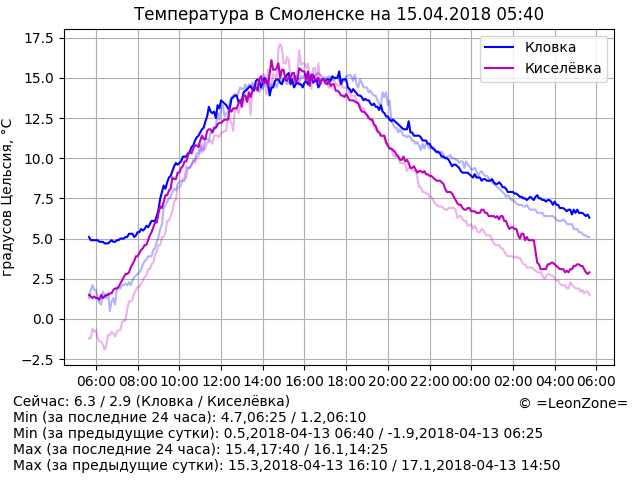 Температура в Смоленске на 15.04.2018 05:40
градусов Цельсия, °C
17.5
15.0
12.5
10.0
7.5
5.0
2.5
0.0
−2.5
Кловка
Киселёвка
06:00 08:00 10:00 12:00 14:00 16:00 18:00 20:00 22:00 00:00 02:00 04:00 06:00
Сейчас: 6.3 / 2.9 (Кловка / Киселёвка)
© =LeonZone=
Min (за последние 24 часа): 4.7,06:25 / 1.2,06:10
Min (за предыдущие сутки): 0.5,2018-04-13 06:40 / -1.9,2018-04-13 06:25
Max (за последние 24 часа): 15.4,17:40 / 16.1,14:25
Max (за предыдущие сутки): 15.3,2018-04-13 16:10 / 17.1,2018-04-13 14:50